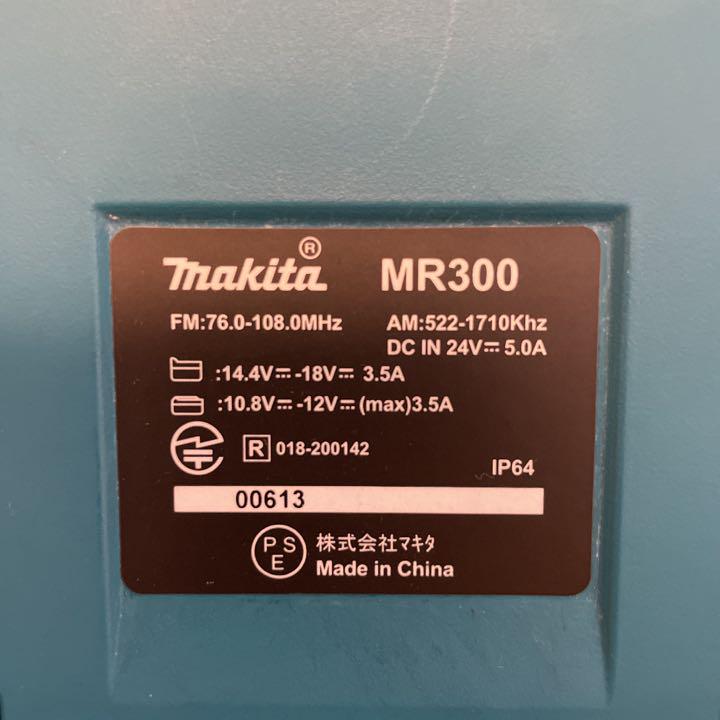 makita® MR300
FM:76.0-108.0MHz AM:522-1710Khz
DC IN 24V⎓ 5.0A
:14.4V⎓-18V⎓ 3.5A
:10.8V⎓-12V⎓(max)3.5A
R 018-200142
IP64
00613
PSE 株式会社マキタ
Made in China